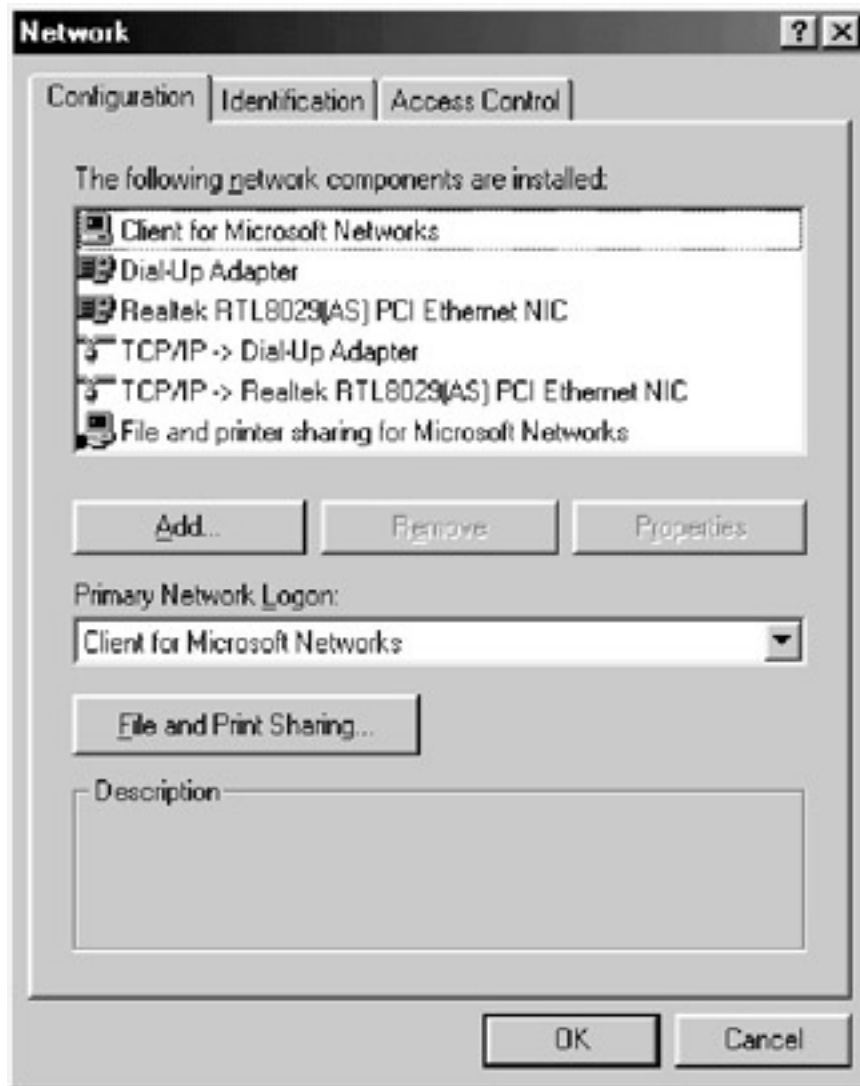 Network
Configuration Identification Access Control
The following network components are installed:
Client for Microsoft Networks
Dial-Up Adapter
Realtek RTL8029(AS) PCI Ethernet NIC
TCP/IP -> Dial-Up Adapter
TCP/IP -> Realtek RTL8029(AS) PCI Ethernet NIC
File and printer sharing for Microsoft Networks
Add... Remove Properties
Primary Network Logon:
Client for Microsoft Networks
File and Print Sharing...
Description
OK Cancel